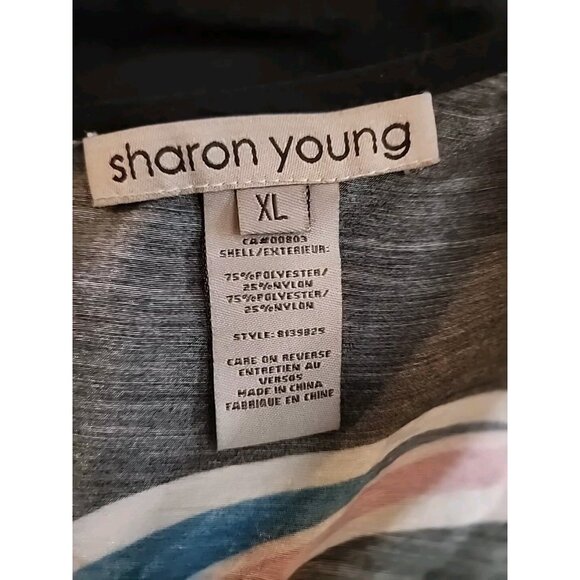 sharon young
XL
CA#00803
SHELL/EXTERIEUR:
75%POLYESTER/
25%NYLON
75%POLYESTER/
25%NYLON
STYLE:8139825
CARE ON REVERSE
ENTRETIEN AU
VERSOS
MADE IN CHINA
FABRIQUE EN CHINE